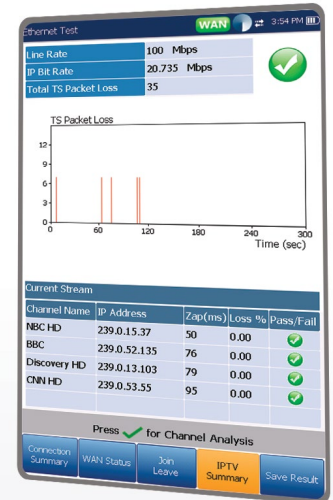 Ethernet Test WAN 3:54 PM
Line Rate 100 Mbps
IP Bit Rate 20.735 Mbps
Total TS Packet Loss 35
TS Packet Loss
12
9
6
3
0
0 60 120 180 240 300
Time (sec)
Current Stream
Channel Name IP Address Zap(ms) Loss % Pass/Fail
NBC HD 239.0.15.37 50 0.00
BBC 239.0.52.135 76 0.00
Discovery HD 239.0.13.103 79 0.00
CNN HD 239.0.53.55 95 0.00
Press for Channel Analysis
Connection Summary WAN Status Join Leave IPTV Summary Save Result